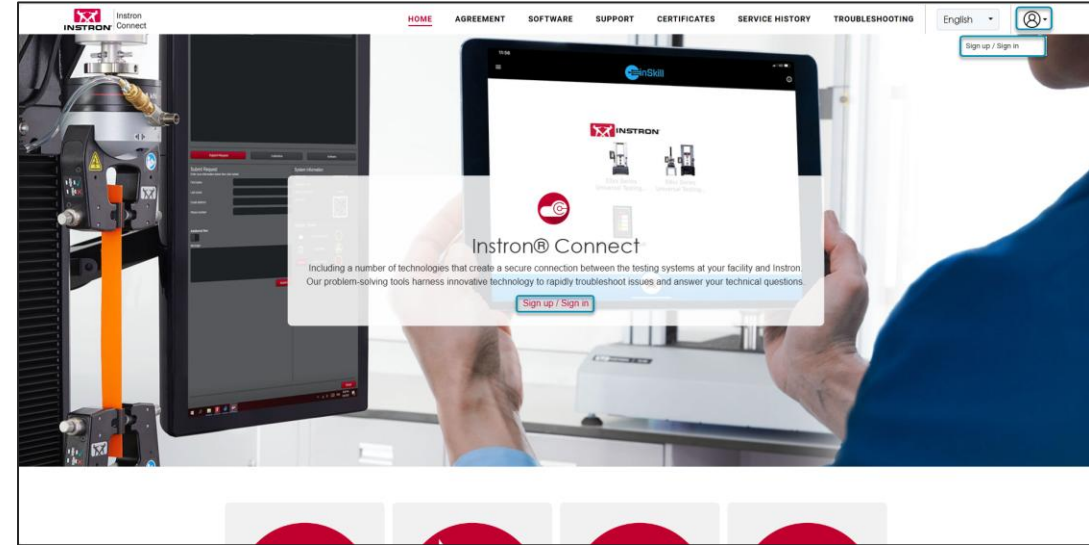 INSTRON
Instron
Connect
HOME AGREEMENT SOFTWARE SUPPORT CERTIFICATES SERVICE HISTORY TROUBLESHOOTING English
Sign up / Sign in
inSkill
INSTRON
Instron® Connect
Including a number of technologies that create a secure connection between the testing systems at your facility and Instron.
Our problem-solving tools harness innovative technology to rapidly troubleshoot issues and answer your technical questions.
Sign up / Sign in